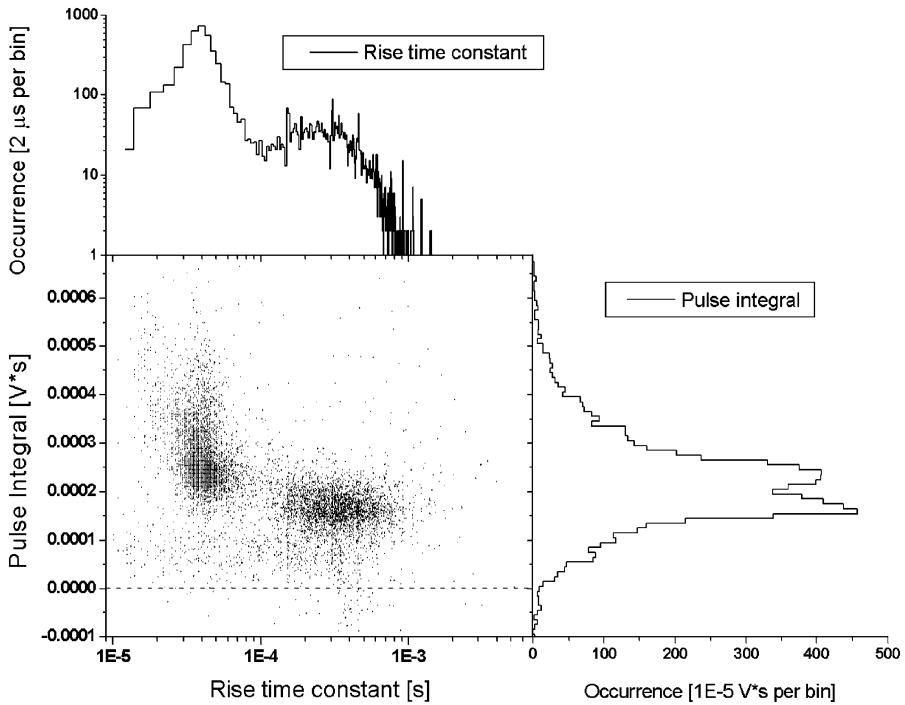 1000
100
10
1
Occurrence [2 µs per bin]
Rise time constant
0.0006
0.0005
0.0004
0.0003
0.0002
0.0001
0.0000
-0.0001
Pulse Integral [V*s]
Pulse integral
1E-5
1E-4
1E-3
Rise time constant [s]
0
100
200
300
400
500
Occurrence [1E-5 V*s per bin]